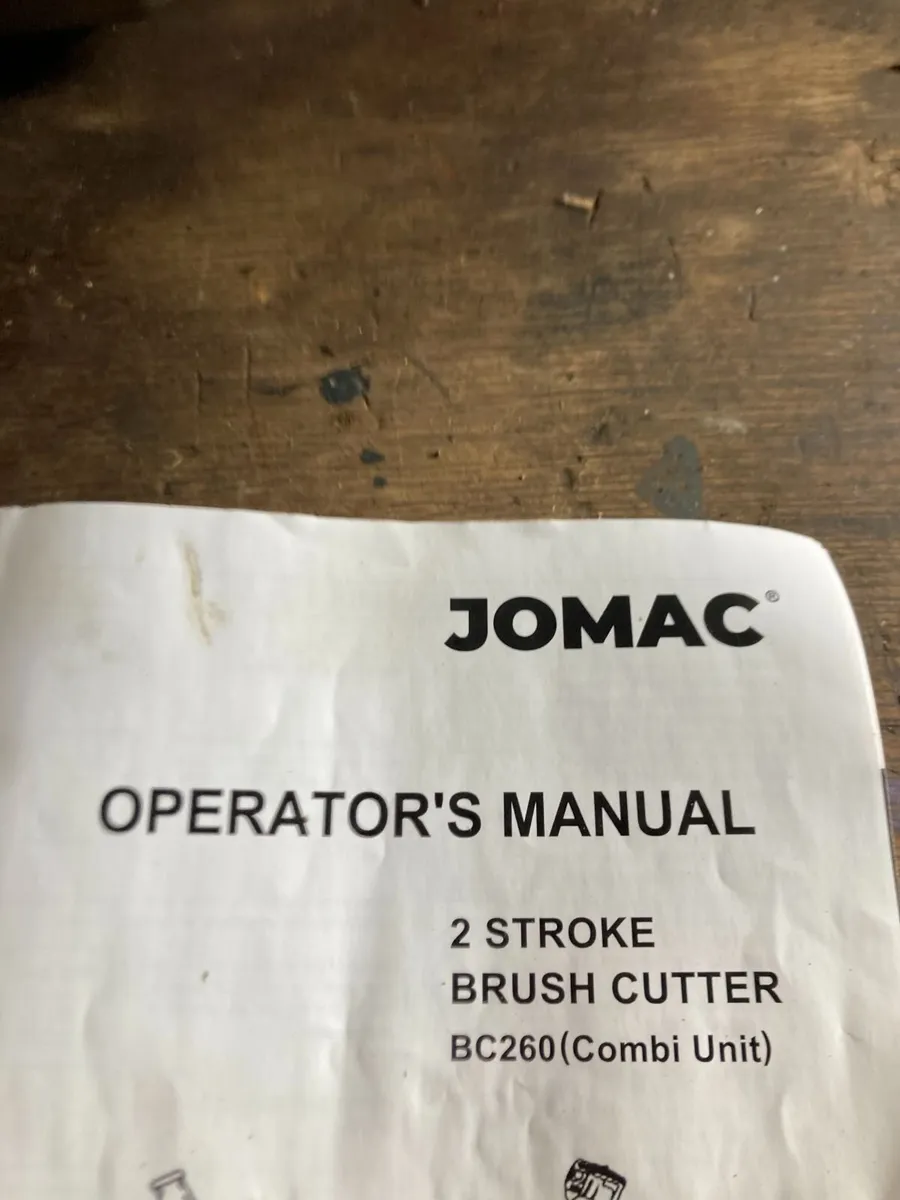 JOMAC®
OPERATOR'S MANUAL
2 STROKE
BRUSH CUTTER
BC260(Combi Unit)